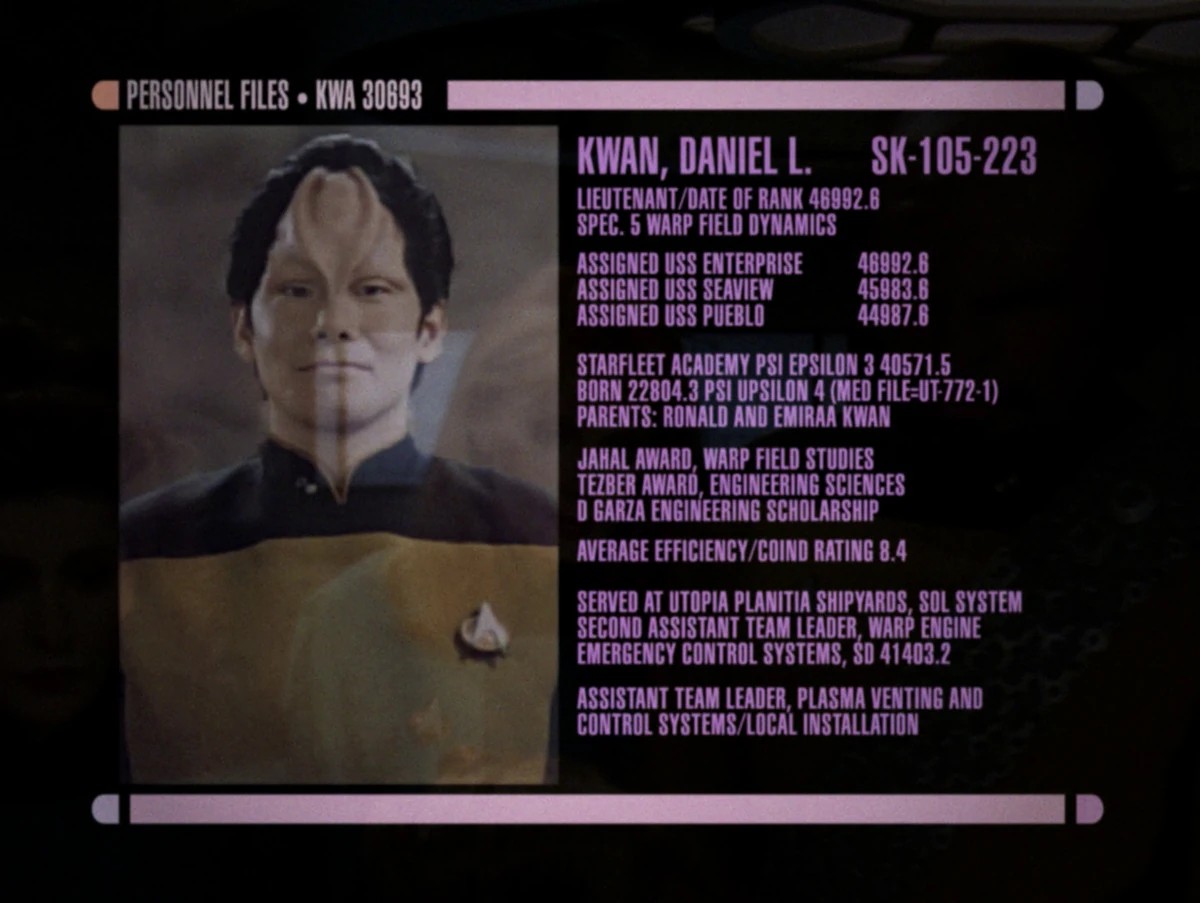 PERSONNEL FILES • KWA 30693
KWAN, DANIEL L. SK-105-223
LIEUTENANT/DATE OF RANK 46992.6
SPEC. 5 WARP FIELD DYNAMICS
ASSIGNED USS ENTERPRISE 46992.6
ASSIGNED USS SEAVIEW 45983.6
ASSIGNED USS PUEBLO 44987.6
STARFLEET ACADEMY PSI EPSILON 3 40571.5
BORN 22804.3 PSI UPSILON 4 (MED FILE=UT-772-1)
PARENTS: RONALD AND EMIRAA KWAN
JAHAL AWARD, WARP FIELD STUDIES
TEZBER AWARD, ENGINEERING SCIENCES
D GARZA ENGINEERING SCHOLARSHIP
AVERAGE EFFICIENCY/COIND RATING 8.4
SERVED AT UTOPIA PLANITIA SHIPYARDS, SOL SYSTEM
SECOND ASSISTANT TEAM LEADER, WARP ENGINE
EMERGENCY CONTROL SYSTEMS, SD 41403.2
ASSISTANT TEAM LEADER, PLASMA VENTING AND
CONTROL SYSTEMS/LOCAL INSTALLATION